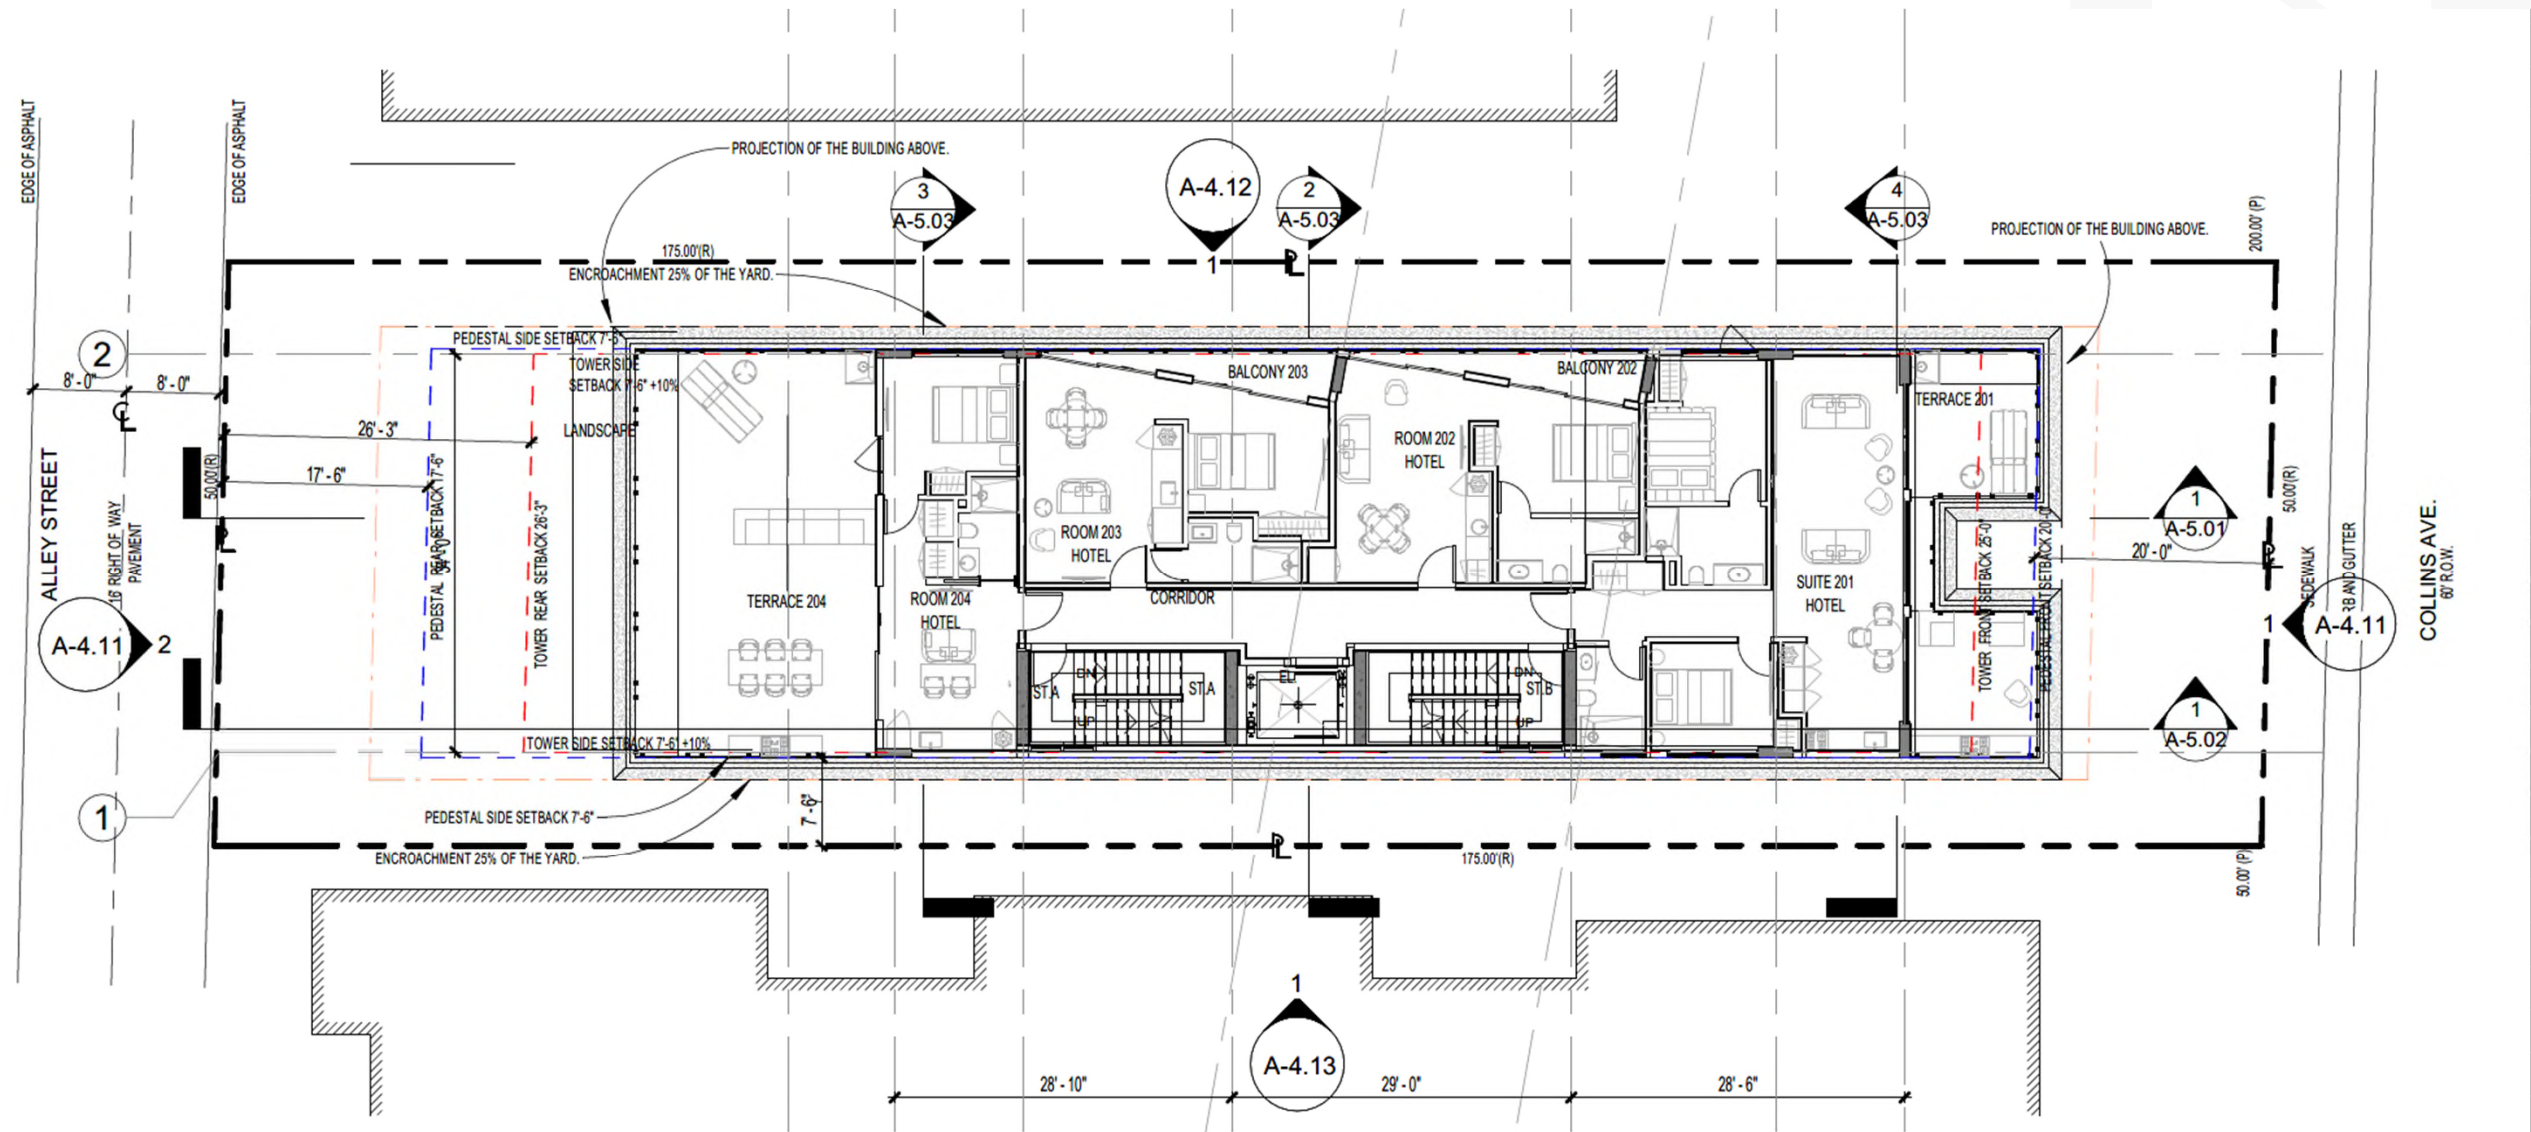 EDGE OF ASPHALT
EDGE OF ASPHALT
PROJECTION OF THE BUILDING ABOVE.
3
A-5.03
A-4.12
1
2
A-5.03
4
A-5.03
PROJECTION OF THE BUILDING ABOVE.
200.00' (P)
175.00'(R)
ENCROACHMENT 25% OF THE YARD.
2
8' - 0"
8' - 0"
PEDESTAL SIDE SETBACK 7'-6"
TOWER SIDE
SETBACK 7'-6" +10%
LANDSCAPE
26' - 3"
17' - 6"
50.00'(R)
ALLEY STREET
16' RIGHT OF WAY
PAVEMENT
PEDESTAL REAR SETBACK 17'-6"
TOWER REAR SETBACK 26'-3"
A-4.11
2
TERRACE 204
ROOM 204
HOTEL
ROOM 203
HOTEL
BALCONY 203
ROOM 202
HOTEL
BALCONY 202
CORRIDOR
SUITE 201
HOTEL
TERRACE 201
ST.A
DN
UP
ST.A
EL.
DN
ST.B
UP
TOWER FRONT SETBACK 25'-0"
PEDESTAL FRONT SETBACK 20'-0"
1
A-5.01
20' - 0"
50.00'(R)
1
A-4.11
SIDEWALK
RB AND GUTTER
COLLINS AVE.
60' R.O.W.
1
A-5.02
TOWER SIDE SETBACK 7'-6" +10%
1
PEDESTAL SIDE SETBACK 7'-6"
7' - 6"
ENCROACHMENT 25% OF THE YARD.
175.00'(R)
50.00' (P)
1
A-4.13
28' - 10"
29' - 0"
28' - 6"